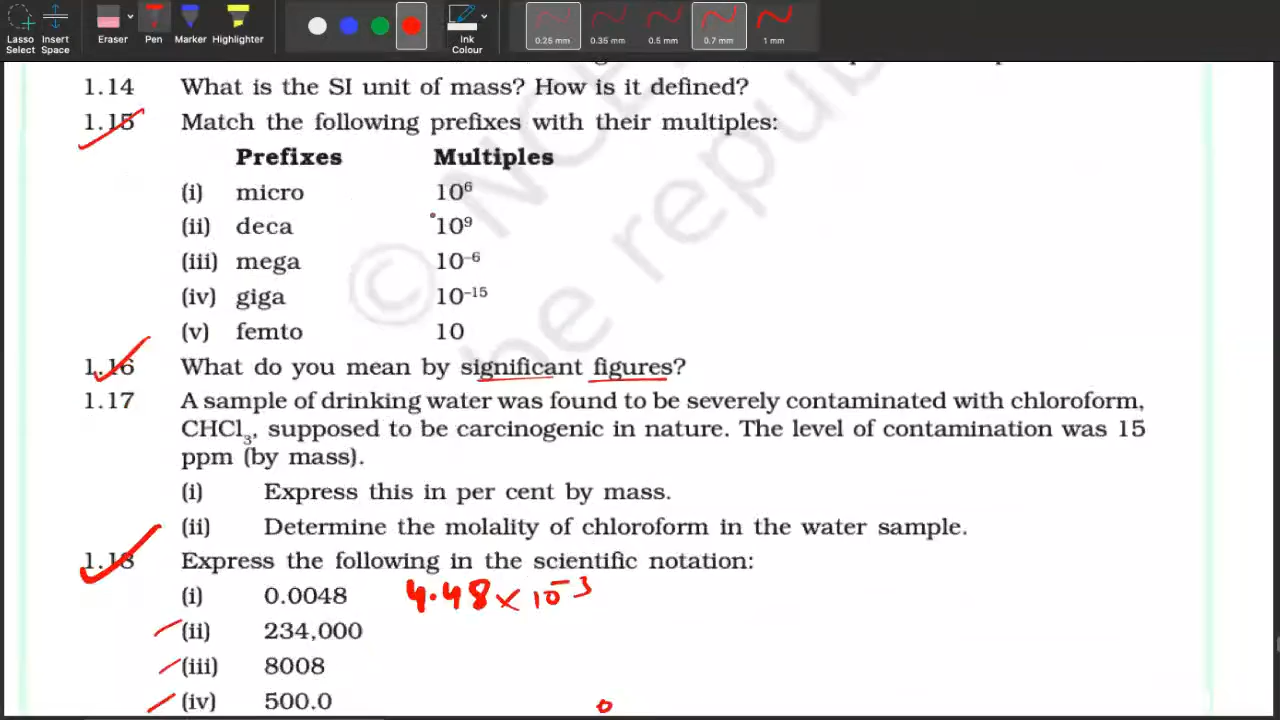 Lasso Select
Insert Space
Eraser
Pen
Marker
Highlighter
Ink Colour
0.25 mm
0.35 mm
0.5 mm
0.7 mm
1 mm
1.14 What is the SI unit of mass? How is it defined?
1.15 Match the following prefixes with their multiples:
Prefixes Multiples
(i) micro 10⁶
(ii) deca 10⁹
(iii) mega 10⁻⁶
(iv) giga 10⁻¹⁵
(v) femto 10
1.16 What do you mean by significant figures?
1.17 A sample of drinking water was found to be severely contaminated with chloroform,
CHCl₃, supposed to be carcinogenic in nature. The level of contamination was 15
ppm (by mass).
(i) Express this in per cent by mass.
(ii) Determine the molality of chloroform in the water sample.
1.18 Express the following in the scientific notation:
(i) 0.0048 4.48 × 10⁻³
(ii) 234,000
(iii) 8008
(iv) 500.0
© NCE
be repub